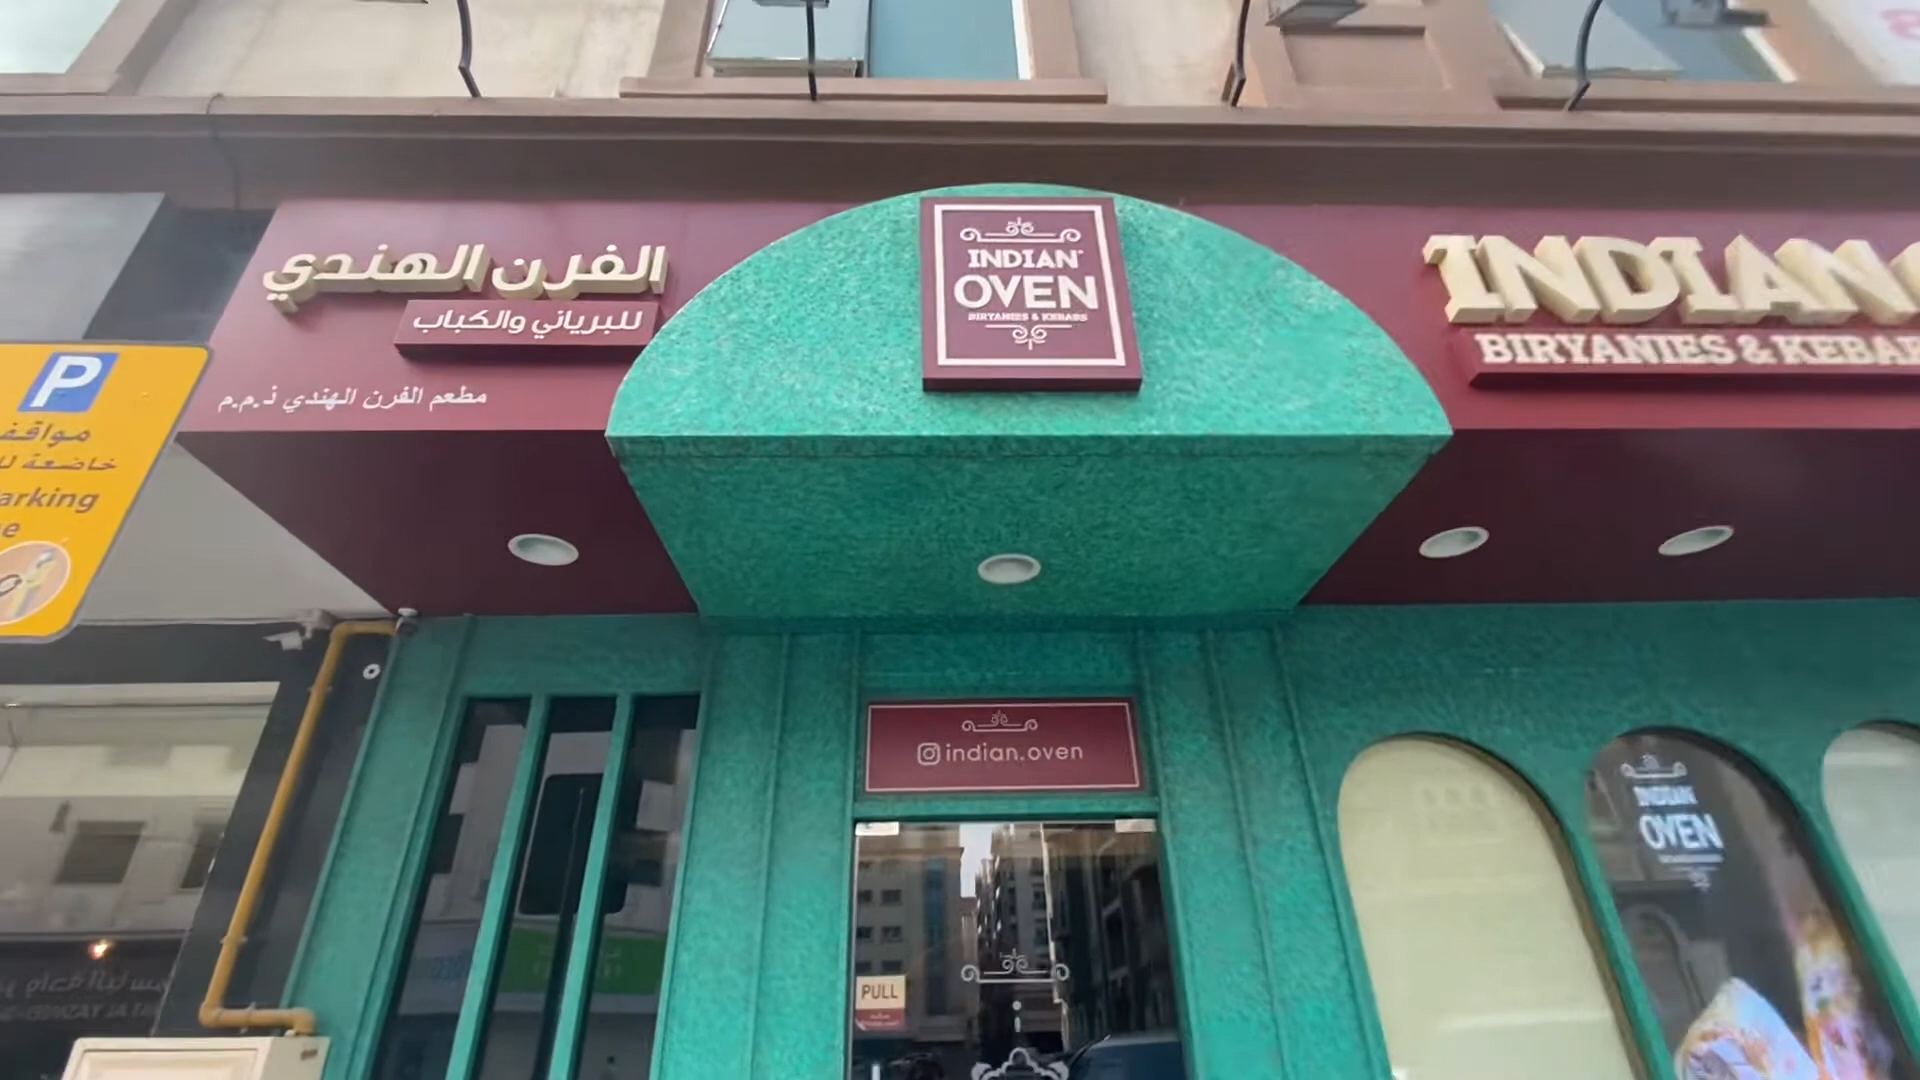 الفرن الهندي
للبرياني والكباب
مطعم الفرن الهندي ذ.م.م
INDIAN
OVEN
BIRYANIES & KEBABS
INDIAN
BIRYANIES & KEBAB
P
مواقف
خاضعة
arking
indian.oven
INDIAN
OVEN
PULL